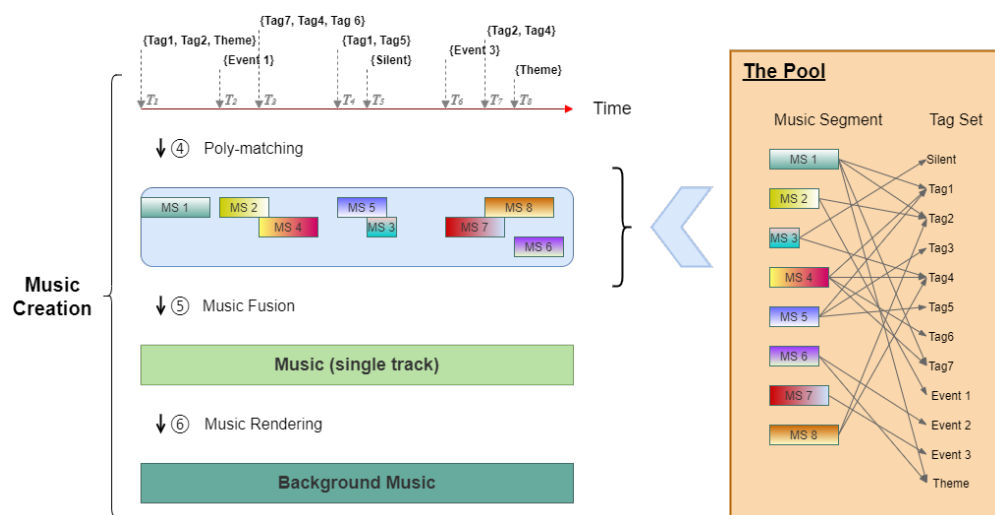 {Tag7, Tag4, Tag 6}
{Tag1, Tag2, Theme}
{Tag1, Tag5}
{Tag2, Tag4}
{Event 1}
{Silent}
{Event 3}
{Theme}
T1 T2 T3 T4 T5 T6 T7 T8
Time
④ Poly-matching
MS 1 MS 2 MS 5 MS 8
MS 4 MS 3 MS 7
MS 6
Music
Creation
⑤ Music Fusion
Music (single track)
⑥ Music Rendering
Background Music
The Pool
Music Segment Tag Set
MS 1 Silent
Tag1
MS 2 Tag2
MS 3 Tag3
MS 4 Tag4
MS 5 Tag5
Tag6
MS 6 Tag7
MS 7 Event 1
Event 2
MS 8 Event 3
Theme